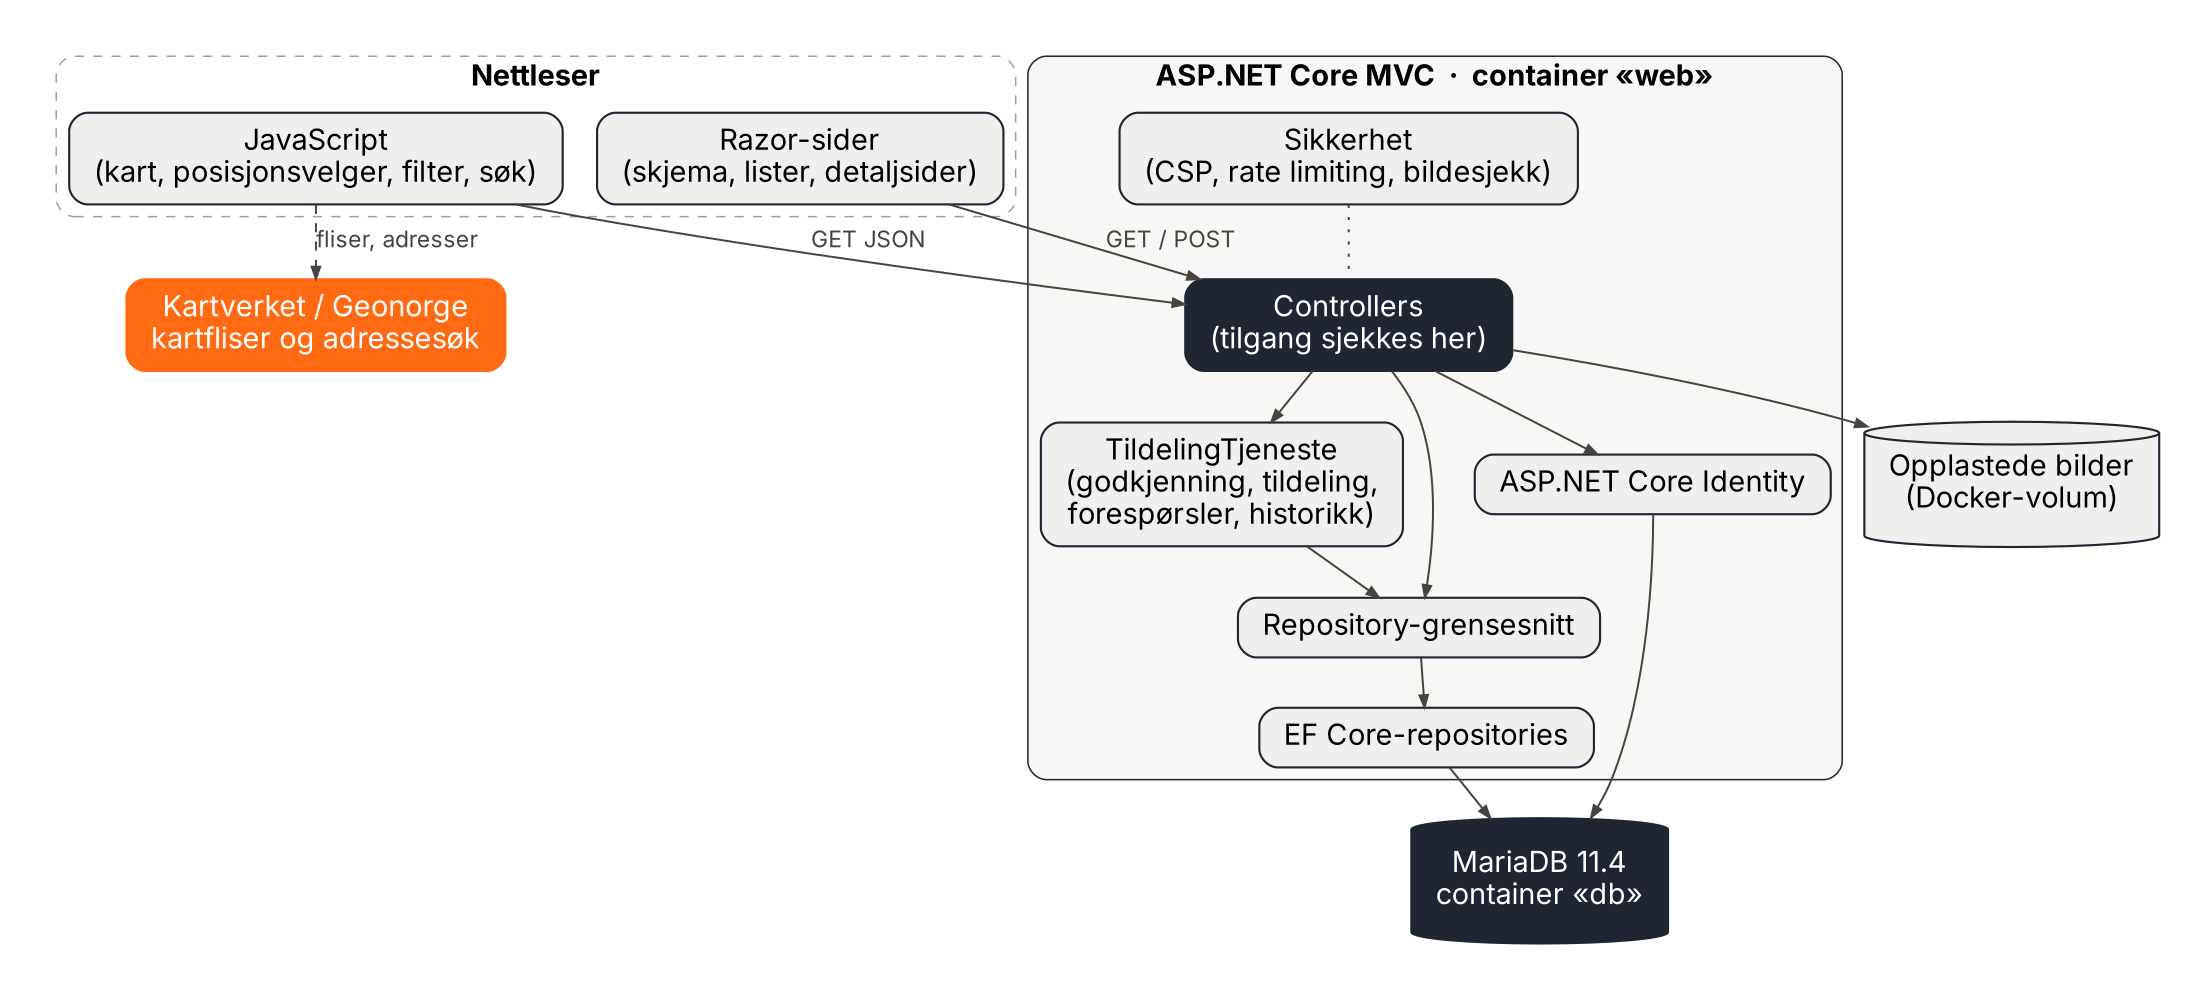 Nettleser
JavaScript
(kart, posisjonsvelger, filter, søk)
Razor-sider
(skjema, lister, detaljsider)
ASP.NET Core MVC · container «web»
Sikkerhet
(CSP, rate limiting, bildesjekk)
fliser, adresser
GET JSON
GET / POST
Kartverket / Geonorge
kartfliser og adressesøk
Controllers
(tilgang sjekkes her)
TildelingTjeneste
(godkjenning, tildeling,
forespørsler, historikk)
ASP.NET Core Identity
Opplastede bilder
(Docker-volum)
Repository-grensesnitt
EF Core-repositories
MariaDB 11.4
container «db»